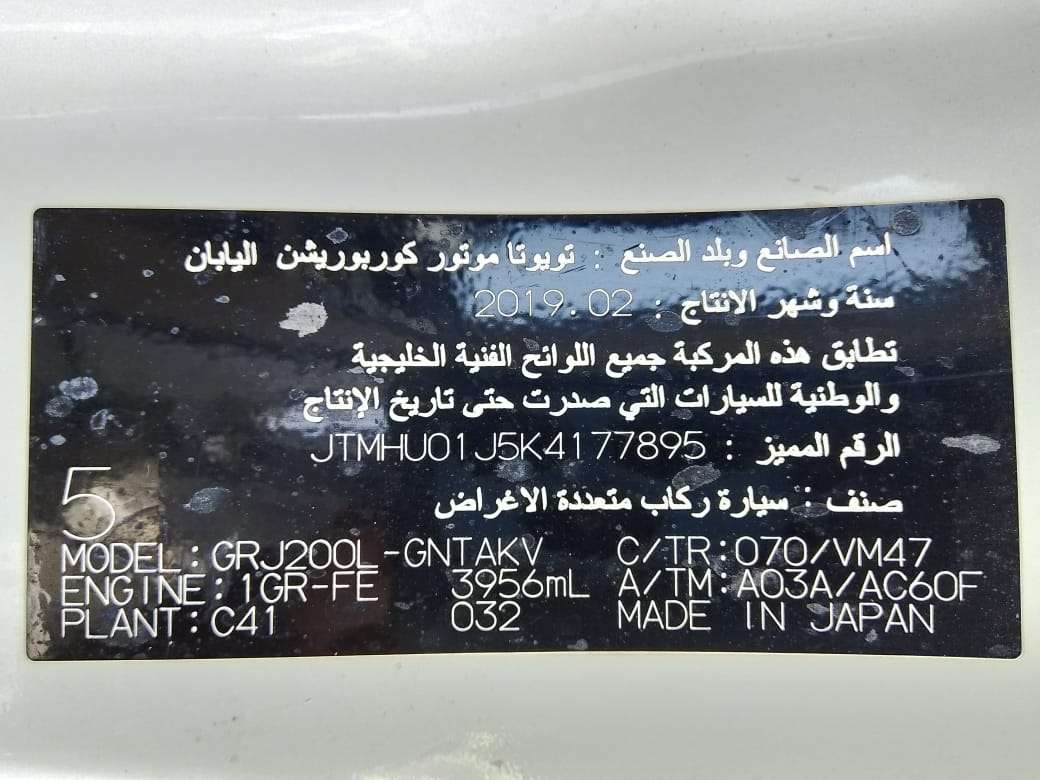 اسم الصانع وبلد الصنع : تويوتا موتور كوربوريشن اليابان
سنة وشهر الانتاج : 2019.02
تطابق هذه المركبة جميع اللوائح الفنية الخليجية
والوطنية للسيارات التي صدرت حتى تاريخ الإنتاج
الرقم المميز : JTMHU01J5K4177895
صنف : سيارة ركاب متعددة الاغراض
5
MODEL:GRJ200L-GNTAKV C/TR:070/VM47
ENGINE:1GR-FE 3956mL A/TM:A03A/AC60F
PLANT:C41 032 MADE IN JAPAN